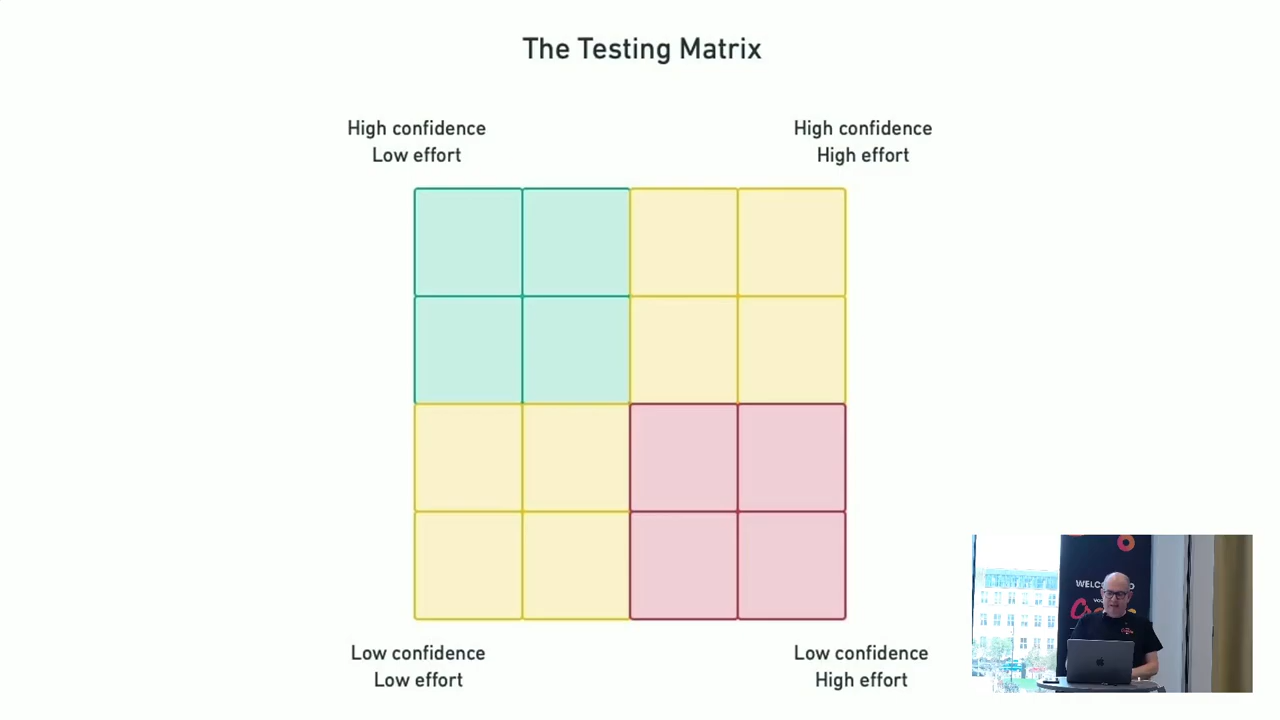 The Testing Matrix
High confidence
Low effort
High confidence
High effort
Low confidence
Low effort
Low confidence
High effort